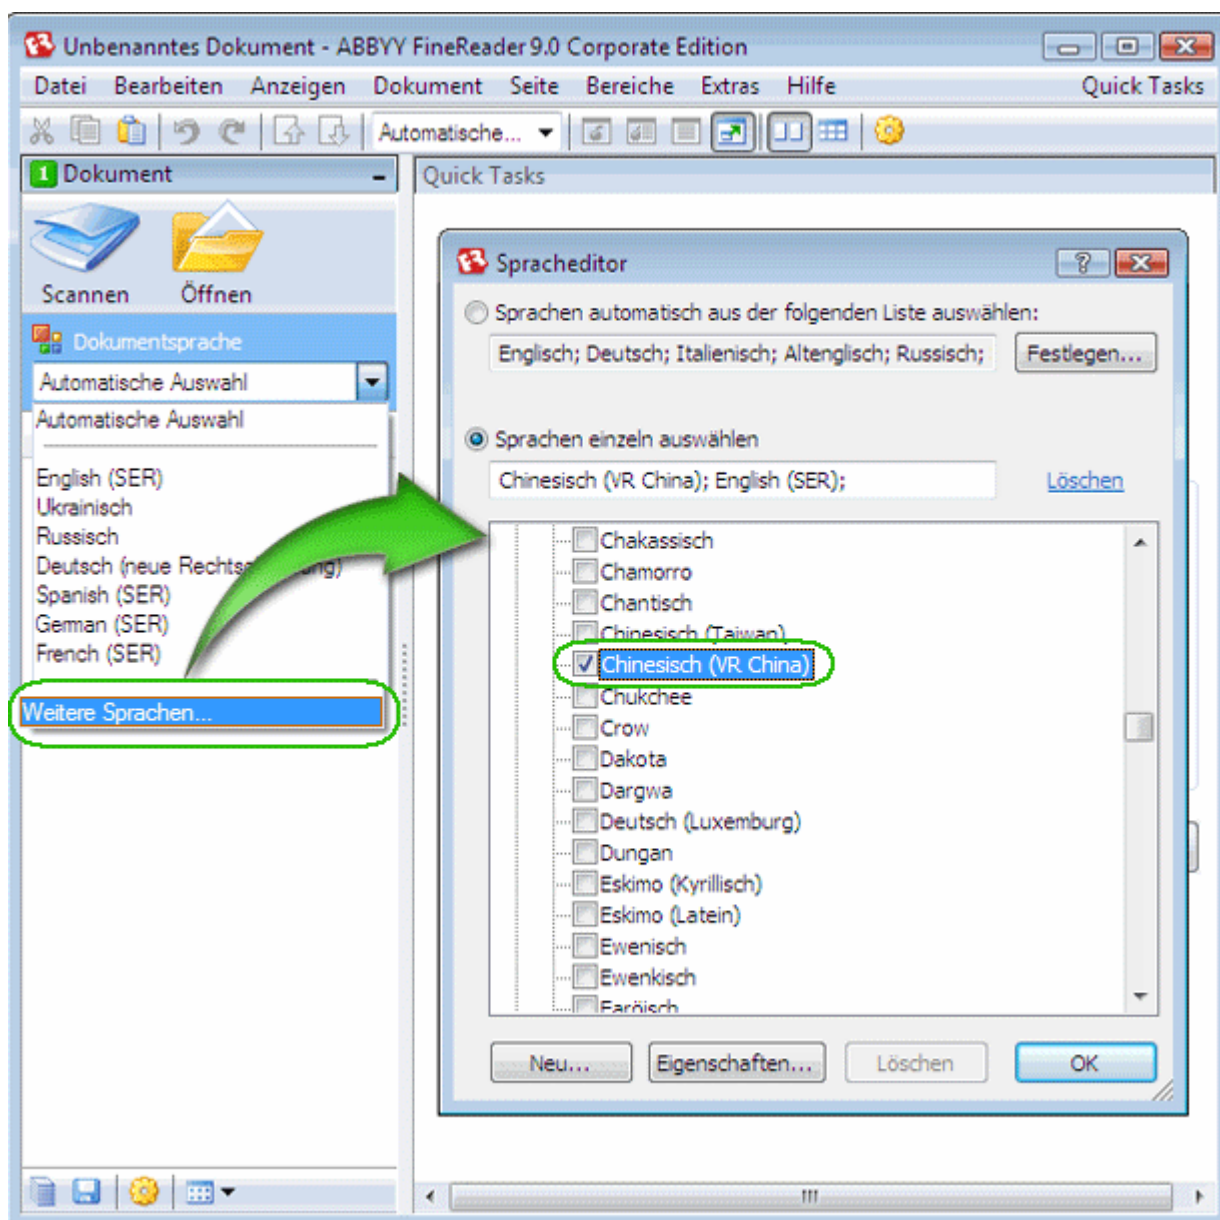 Unbenanntes Dokument - ABBYY FineReader 9.0 Corporate Edition
Datei Bearbeiten Anzeigen Dokument Seite Bereiche Extras Hilfe Quick Tasks
Automatische...
1 Dokument
Scannen Öffnen
Dokumentsprache
Automatische Auswahl
Automatische Auswahl
English (SER)
Ukrainisch
Russisch
Deutsch (neue
Spanish (SER)
German (SER)
French (SER)
Weitere Sprachen...
Quick Tasks
Spracheditor
Sprachen automatisch aus der folgenden Liste auswählen:
Englisch; Deutsch; Italienisch; Altenglisch; Russisch; Festlegen...
Sprachen einzeln auswählen
Chinesisch (VR China); English (SER); Löschen
Chakassisch
Chamorro
Chantisch
Chinesisch (Taiwan)
Chinesisch (VR China)
Chukchee
Crow
Dakota
Dargwa
Deutsch (Luxemburg)
Dungan
Eskimo (Kyrillisch)
Eskimo (Latein)
Ewenisch
Ewenkisch
Faröisch
Neu... Eigenschaften... Löschen OK